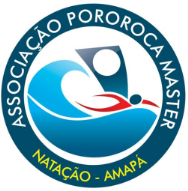 ASSOCIAÇÃO POROROCA MASTER
NATAÇÃO - AMAPÁ